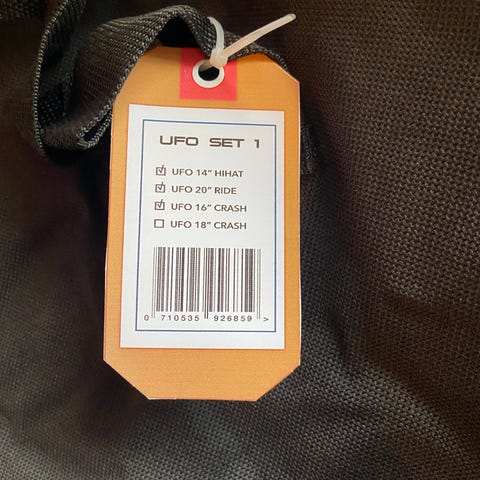 UFO SET 1
☑ UFO 14" HIHAT
☑ UFO 20" RIDE
☑ UFO 16" CRASH
☐ UFO 18" CRASH
0 710535 926859 >